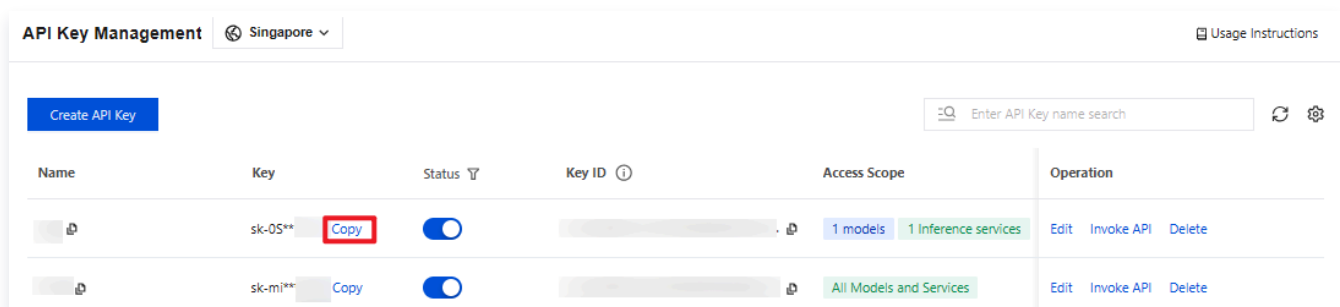 API Key Management Singapore Usage Instructions
Create API Key Enter API Key name search
Name Key Status Key ID Access Scope Operation
sk-0S** Copy 1 models 1 Inference services Edit Invoke API Delete
sk-mi** Copy All Models and Services Edit Invoke API Delete